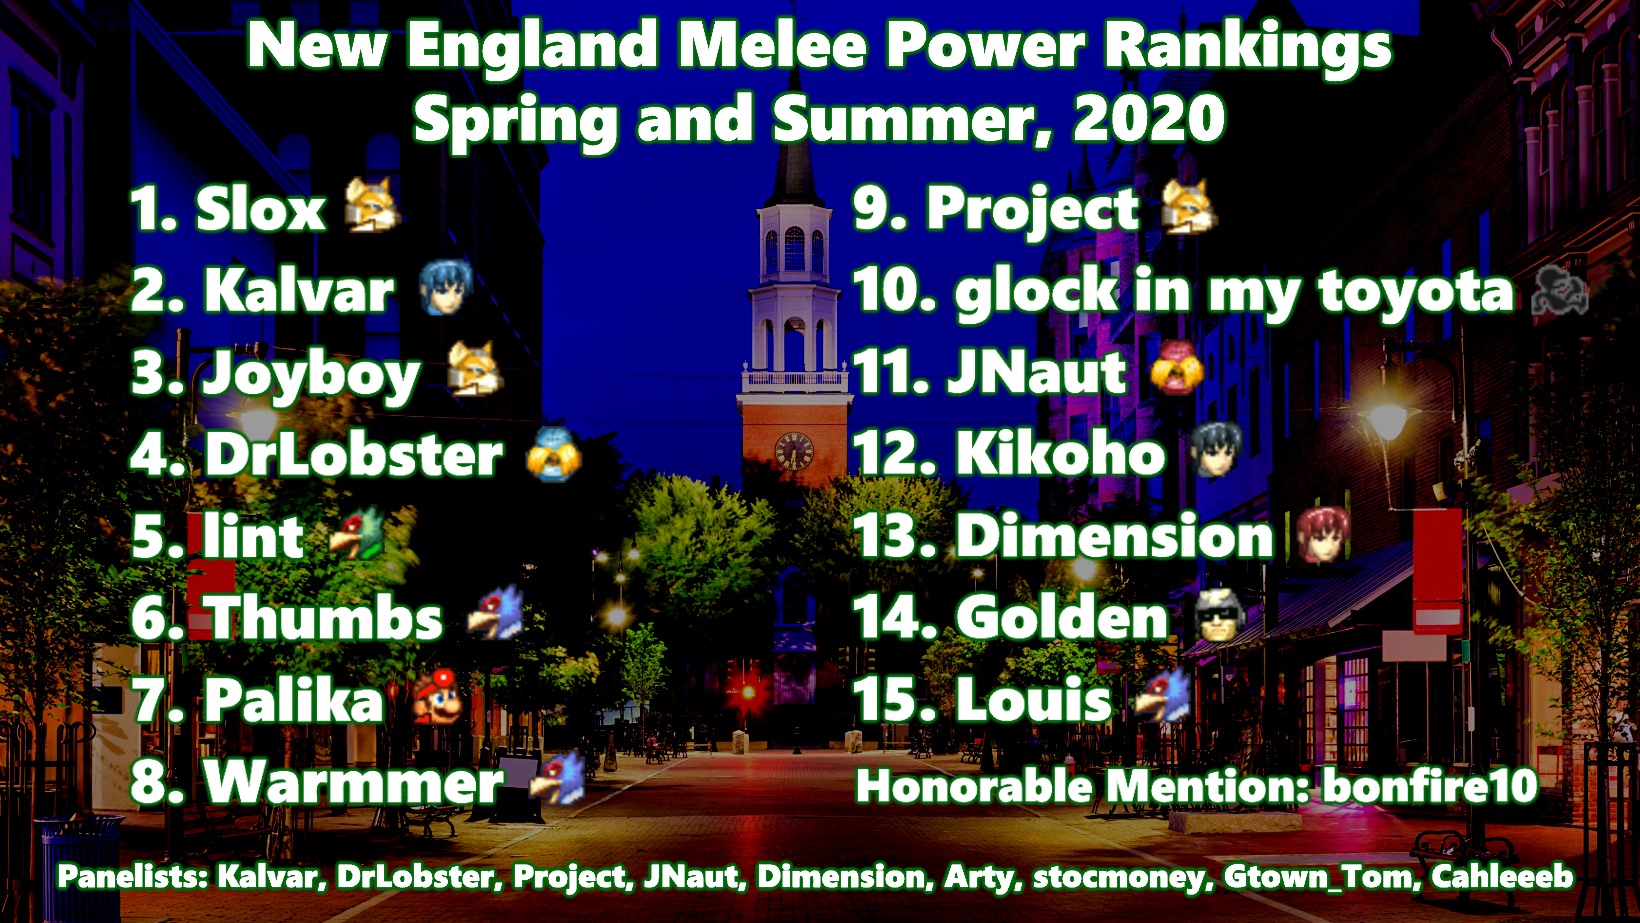 New England Melee Power Rankings
Spring and Summer, 2020
1. Slox
2. Kalvar
3. Joyboy
4. DrLobster
5. lint
6. Thumbs
7. Palika
8. Warmmer
9. Project
10. glock in my toyota
11. JNaut
12. Kikoho
13. Dimension
14. Golden
15. Louis
Honorable Mention: bonfire10
Panelists: Kalvar, DrLobster, Project, JNaut, Dimension, Arty, stocmoney, Gtown_Tom, Cahleeeb